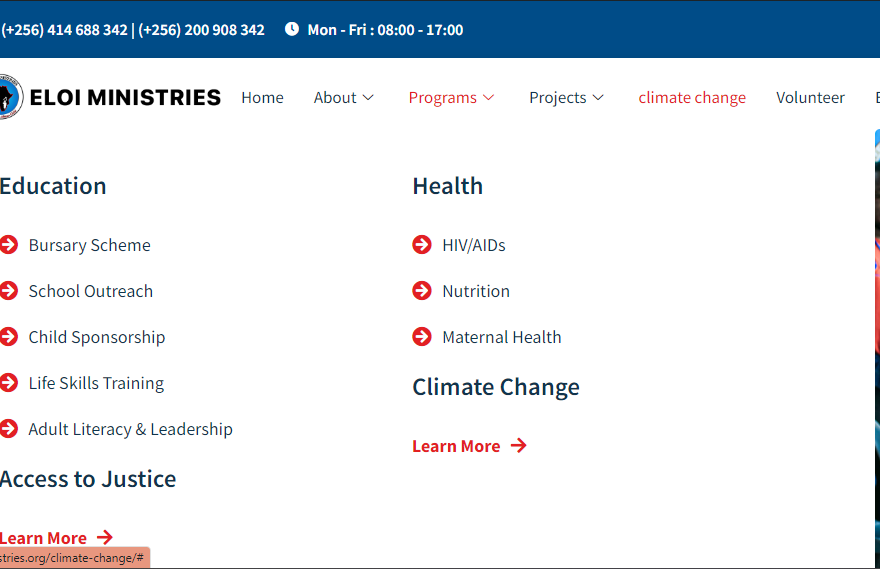 (+256) 414 688 342 | (+256) 200 908 342 Mon - Fri : 08:00 - 17:00
ELOI MINISTRIES Home About Programs Projects climate change Volunteer
Education
Bursary Scheme
School Outreach
Child Sponsorship
Life Skills Training
Adult Literacy & Leadership
Access to Justice
Learn More
Health
HIV/AIDs
Nutrition
Maternal Health
Climate Change
Learn More
stries.org/climate-change/#